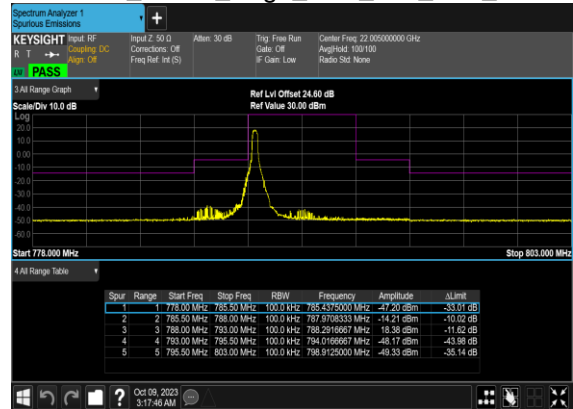 Spectrum Analyzer 1
Spurious Emissions
+
KEYSIGHT Input: RF Input Z: 50 Ω Atten: 30 dB Trig: Free Run Center Freq: 22.005000000 GHz
R T Coupling: DC Corrections: Off Gate: Off Avg|Hold: 100/100
Align: Off Freq Ref: Int (S) IF Gain: Low Radio Std: None
PASS
3 All Range Graph
Ref Lvl Offset 24.60 dB
Scale/Div 10.0 dB Ref Value 30.00 dBm
Log
20.0
10.0
0.00
-10.0
-20.0
-30.0
-40.0
-50.0
-60.0
Start 778.000 MHz Stop 803.000 MHz
4 All Range Table
Spur Range Start Freq Stop Freq RBW Frequency Amplitude ΔLimit
1 1 778.00 MHz 785.50 MHz 100.0 kHz 785.4375000 MHz -47.20 dBm -33.01 dB
2 2 785.50 MHz 788.00 MHz 100.0 kHz 787.9708333 MHz -14.21 dBm -10.02 dB
3 3 788.00 MHz 793.00 MHz 100.0 kHz 788.2916667 MHz 18.38 dBm -11.62 dB
4 4 793.00 MHz 795.50 MHz 100.0 kHz 794.0166667 MHz -48.17 dBm -43.98 dB
5 5 795.50 MHz 803.00 MHz 100.0 kHz 798.9125000 MHz -49.33 dBm -35.14 dB
? Oct 09, 2023
3:17:46 AM